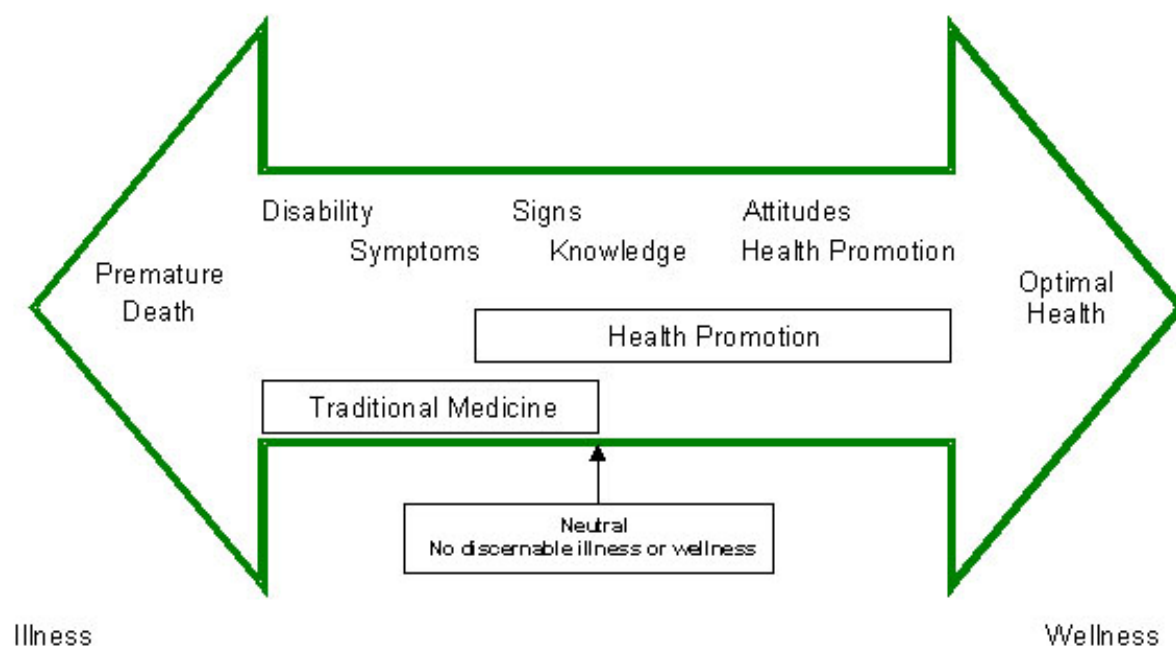 Disability Signs Attitudes
Symptoms Knowledge Health Promotion
Premature
Death
Optimal
Health
Health Promotion
Traditional Medicine
Neutral
No discernable illness or wellness
Illness Wellness